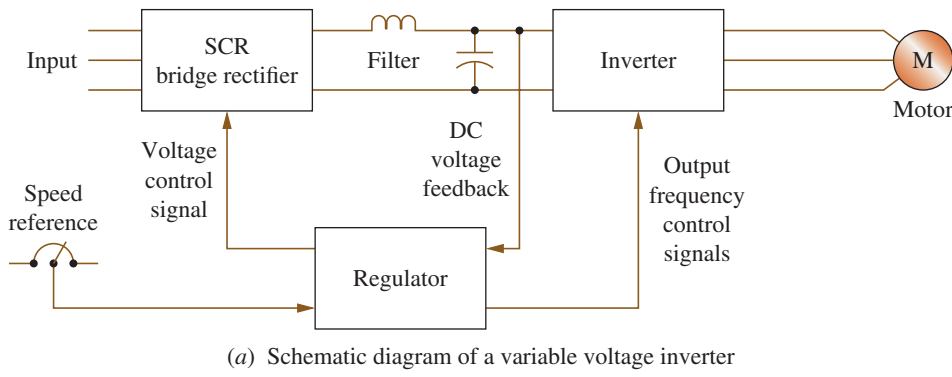 Input
SCR
bridge rectifier
Filter
Inverter
M
Motor
Voltage
control
signal
DC
voltage
feedback
Output
frequency
control
signals
Speed
reference
Regulator
(a) Schematic diagram of a variable voltage inverter